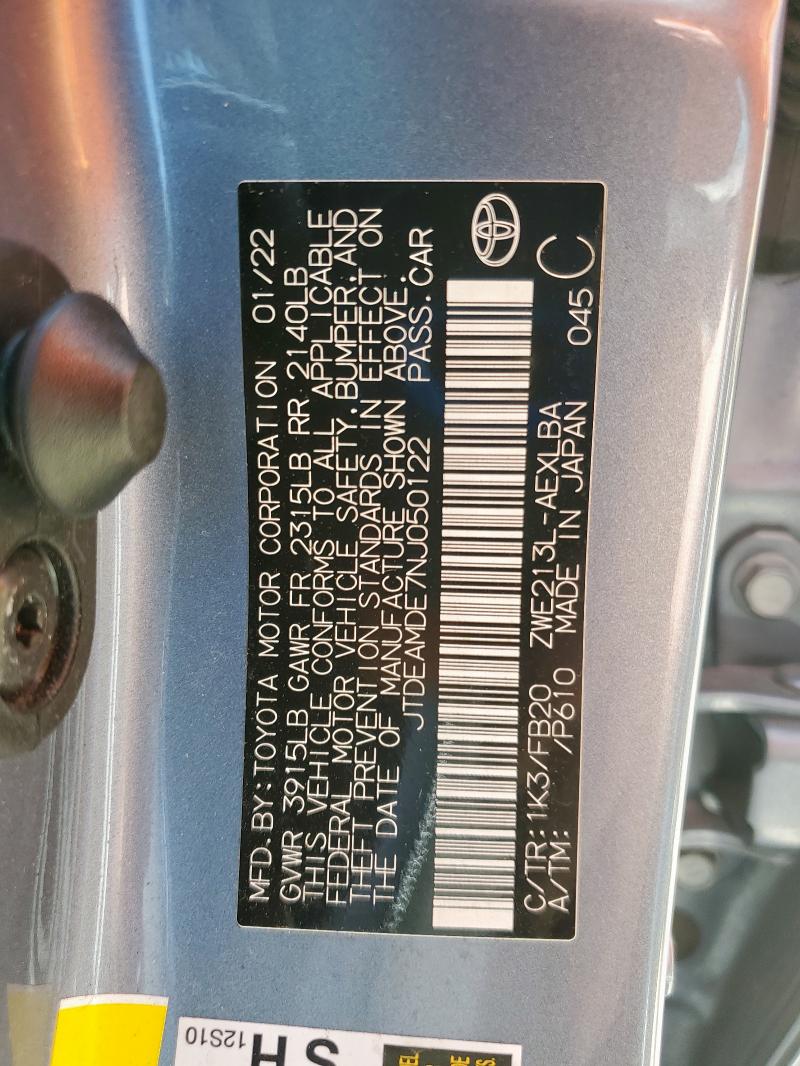 MFD. BY: TOYOTA MOTOR CORPORATION 01/22
GVWR 3915LB GAWR FR 2315LB RR 2140LB
THIS VEHICLE CONFORMS TO ALL APPLICABLE
FEDERAL MOTOR VEHICLE SAFETY, BUMPER, AND
THEFT PREVENTION STANDARDS IN EFFECT ON
THE DATE OF MANUFACTURE SHOWN ABOVE.
JTDEAMDE7NJ050122 PASS. CAR
C/TR: 1K3/FB20 ZWE213L-AEXLBA 045 C
A/TM: /P610 MADE IN JAPAN
12S10
SH